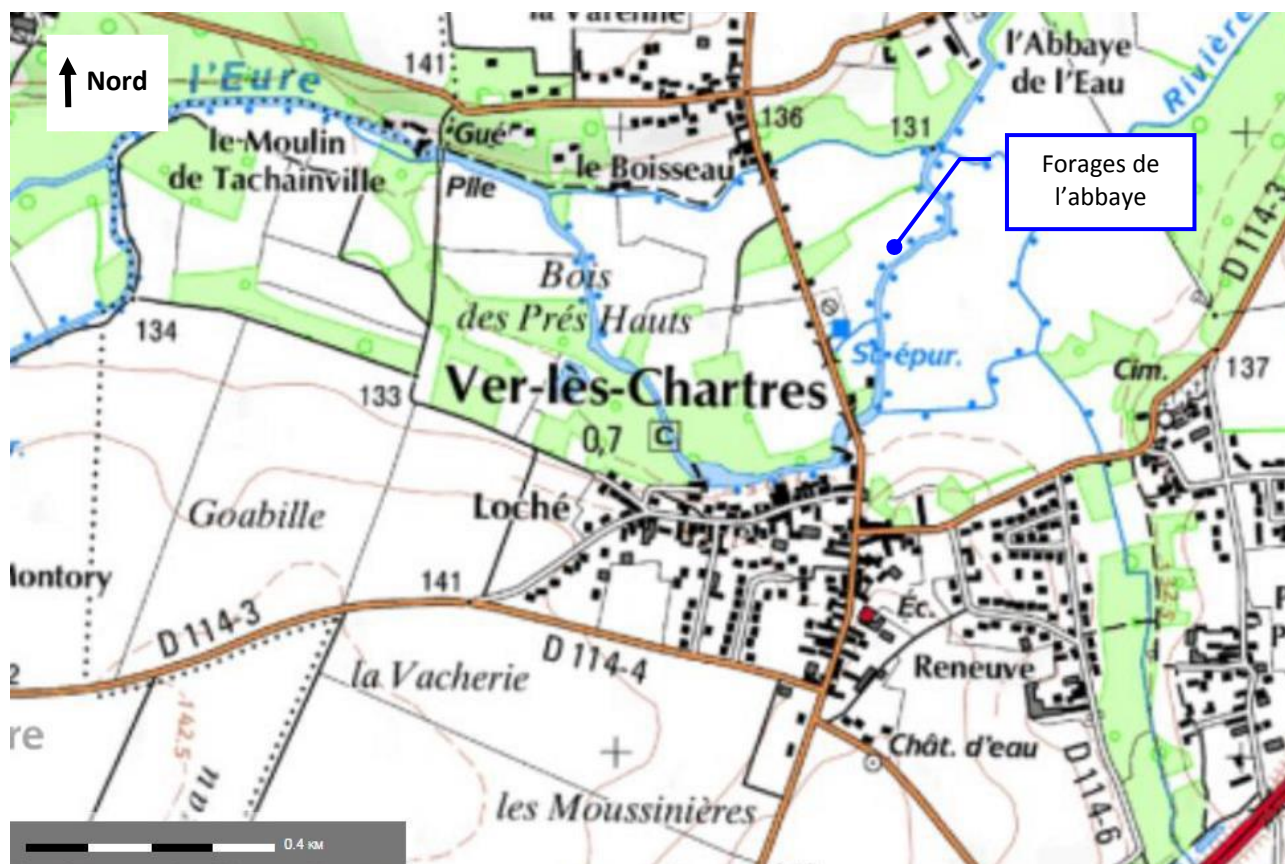 la Varenne
Nord
l'Eure
141
l'Abbaye
de l'Eau
Rivière
Gué
136
131
le Moulin
de Tachainville
le Boisseau
Forages de
l'abbaye
Plle
D 114-3
Bois
des Prés Hauts
134
St. épur.
Cim.
137
133
Ver-lès-Chartres
0,7
C
Loché
Goabille
Montory
141
Éc.
D 114-3
D 114-4
Reneuve
132,5
la Vacherie
142,5
Chât. d'eau
les Moussinières
D 114-6
0.4 KM